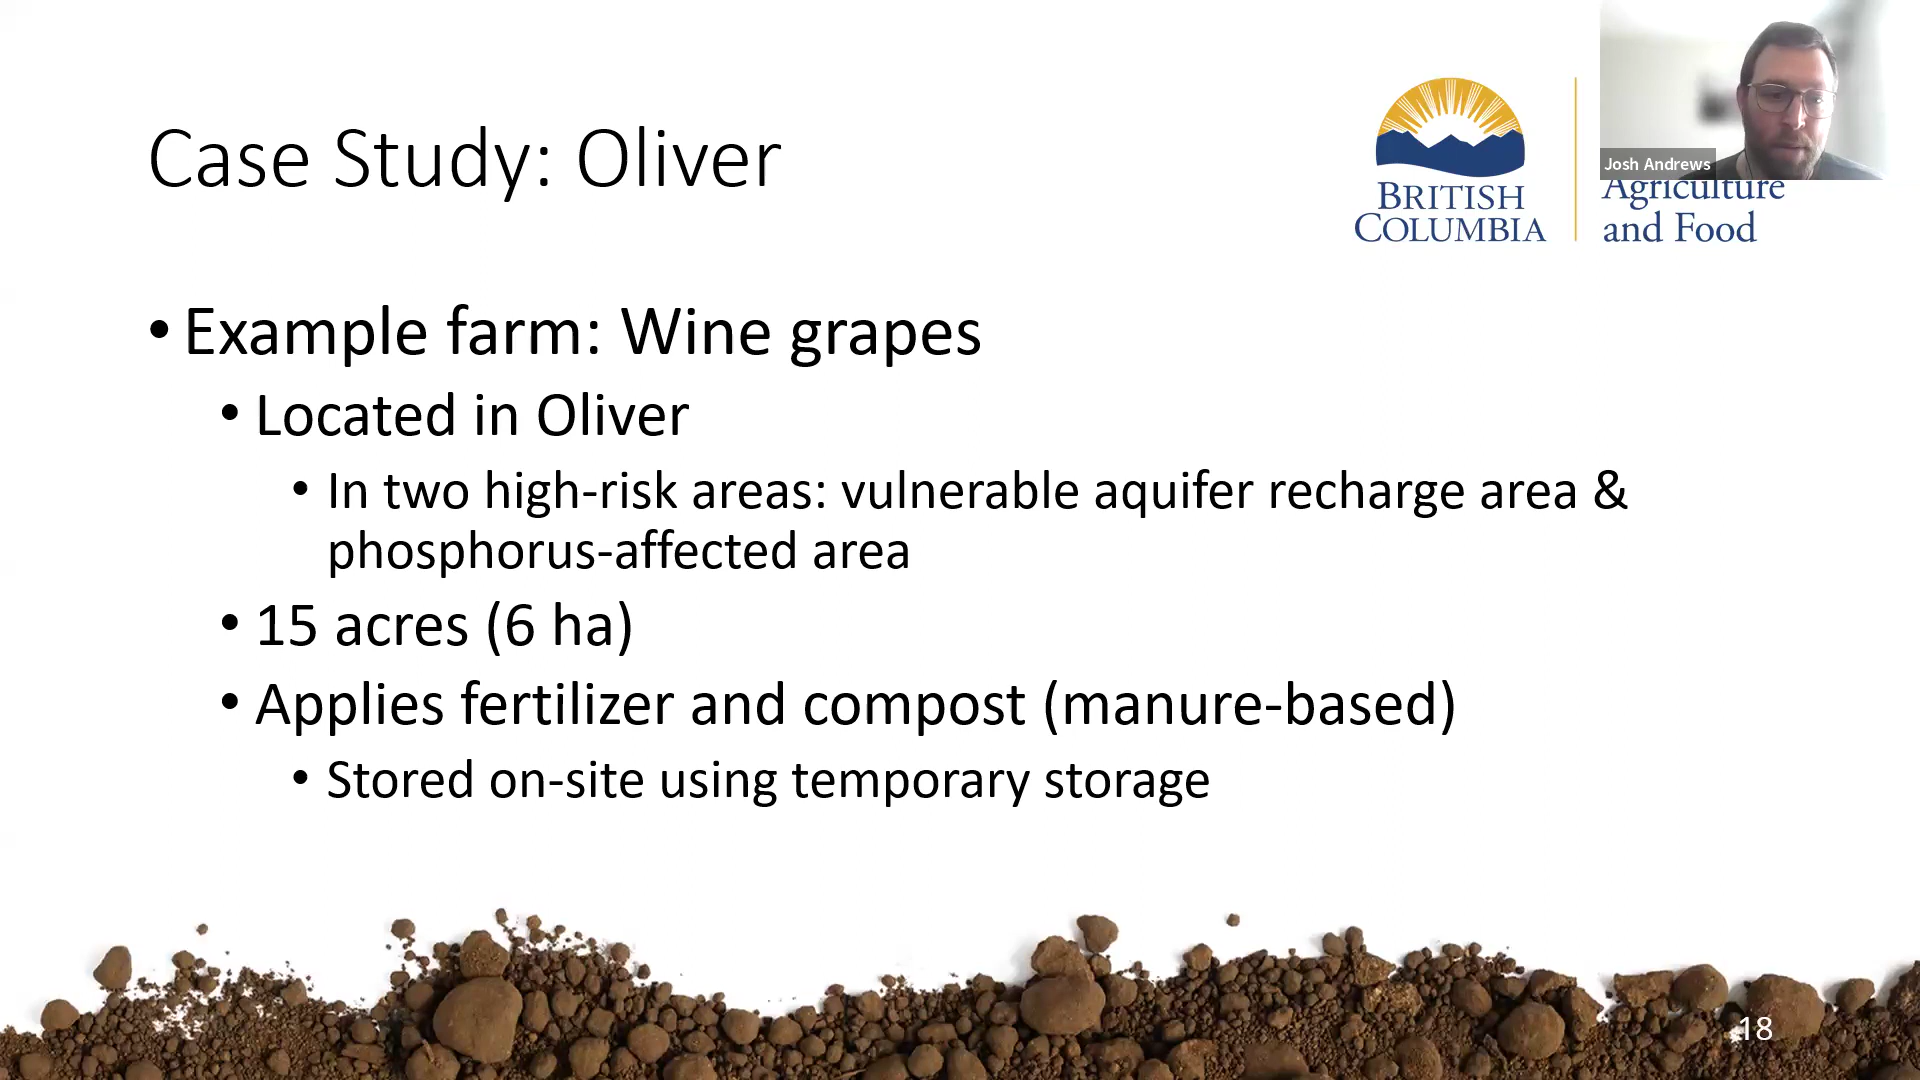 Case Study: Oliver
BRITISH
COLUMBIA
Josh Andrews
Agriculture
and Food
• Example farm: Wine grapes
• Located in Oliver
• In two high-risk areas: vulnerable aquifer recharge area &
phosphorus-affected area
• 15 acres (6 ha)
• Applies fertilizer and compost (manure-based)
• Stored on-site using temporary storage
18